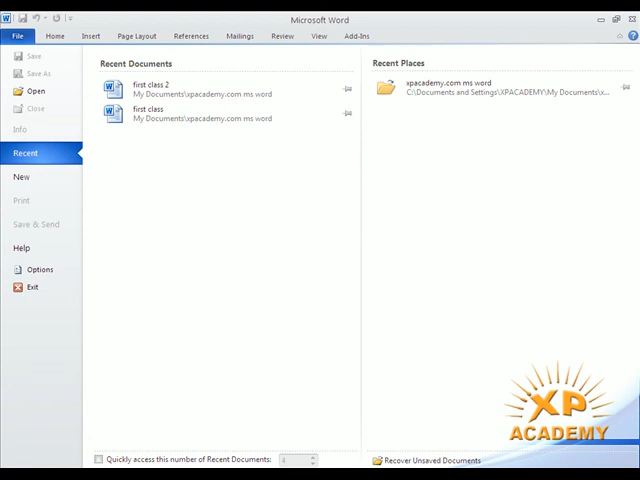 Microsoft Word
File Home Insert Page Layout References Mailings Review View Add-Ins
Save
Save As
Open
Close
Info
Recent
New
Print
Save & Send
Help
Options
Exit
Recent Documents
first class 2
My Documents\xpacademy.com ms word
first class
My Documents\xpacademy.com ms word
Quickly access this number of Recent Documents: 4
Recent Places
xpacademy.com ms word
C:\Documents and Settings\XPACADEMY\My Documents\x...
Recover Unsaved Documents
XP
ACADEMY